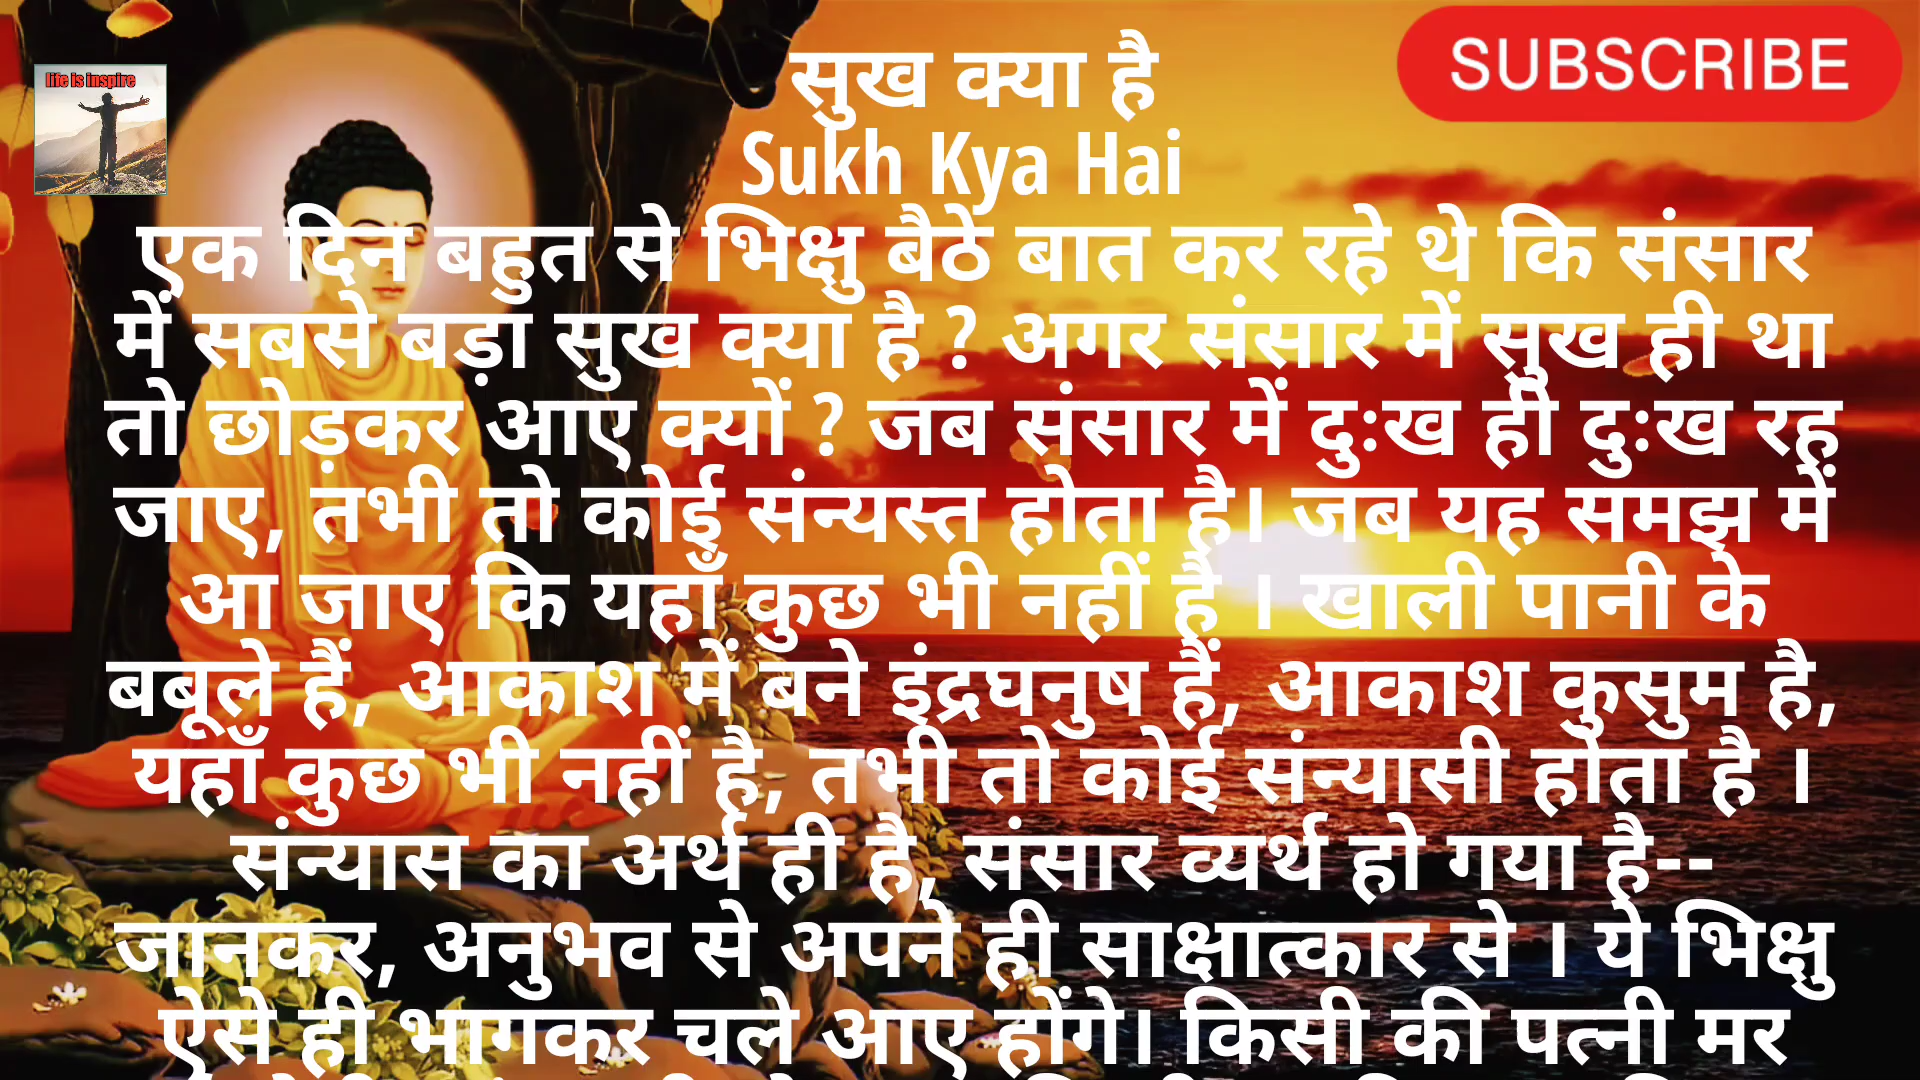 life is inspire
SUBSCRIBE
सुख क्या है
Sukh Kya Hai
एक दिन बहुत से भिक्षु बैठे बात कर रहे थे कि संसार
में सबसे बड़ा सुख क्या है ? अगर संसार में सुख ही था
तो छोड़कर आए क्यों ? जब संसार में दुःख ही दुःख रह
जाए, तभी तो कोई संन्यस्त होता है। जब यह समझ में
आ जाए कि यहाँ कुछ भी नहीं है । खाली पानी के
बबूले हैं, आकाश में बने इंद्रघनुष हैं, आकाश कुसुम है,
यहाँ कुछ भी नहीं है, तभी तो कोई संन्यासी होता है ।
संन्यास का अर्थ ही है, संसार व्यर्थ हो गया है--
जानकर, अनुभव से अपने ही साक्षात्कार से । ये भिक्षु
ऐसे ही भागकर चले आए होंगे। किसी की पत्नी मर